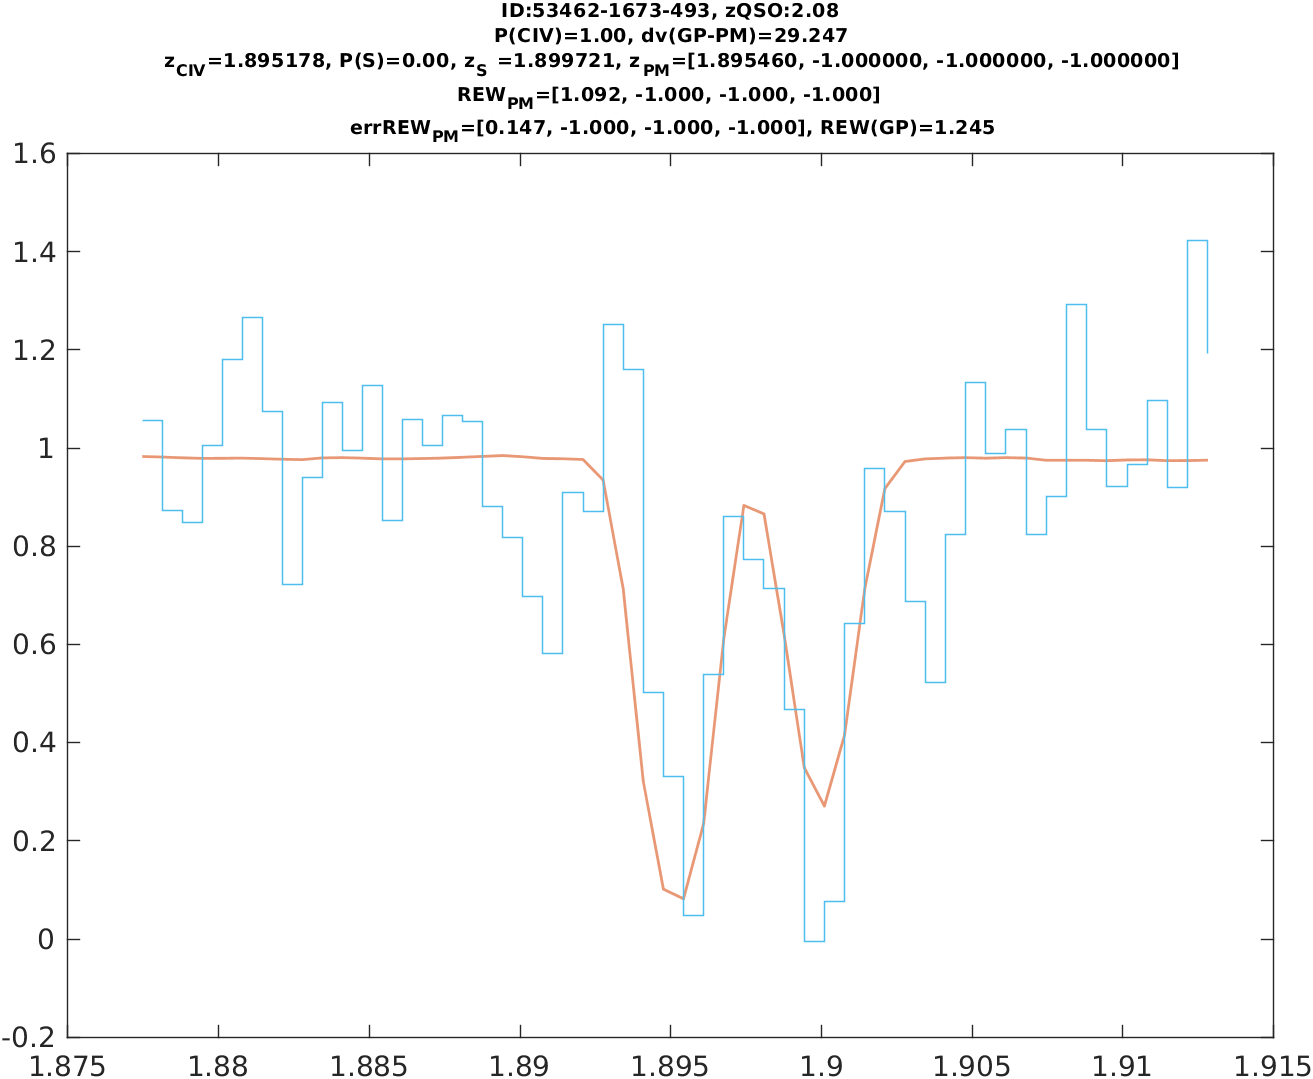 ID:53462-1673-493, zQSO:2.08
P(CIV)=1.00, dv(GP-PM)=29.247
zCIV=1.895178, P(S)=0.00, zS =1.899721, zPM=[1.895460, -1.000000, -1.000000, -1.000000]
REWPM=[1.092, -1.000, -1.000, -1.000]
errREWPM=[0.147, -1.000, -1.000, -1.000], REW(GP)=1.245
1.6
1.4
1.2
1
0.8
0.6
0.4
0.2
0
-0.2
1.875 1.88 1.885 1.89 1.895 1.9 1.905 1.91 1.915